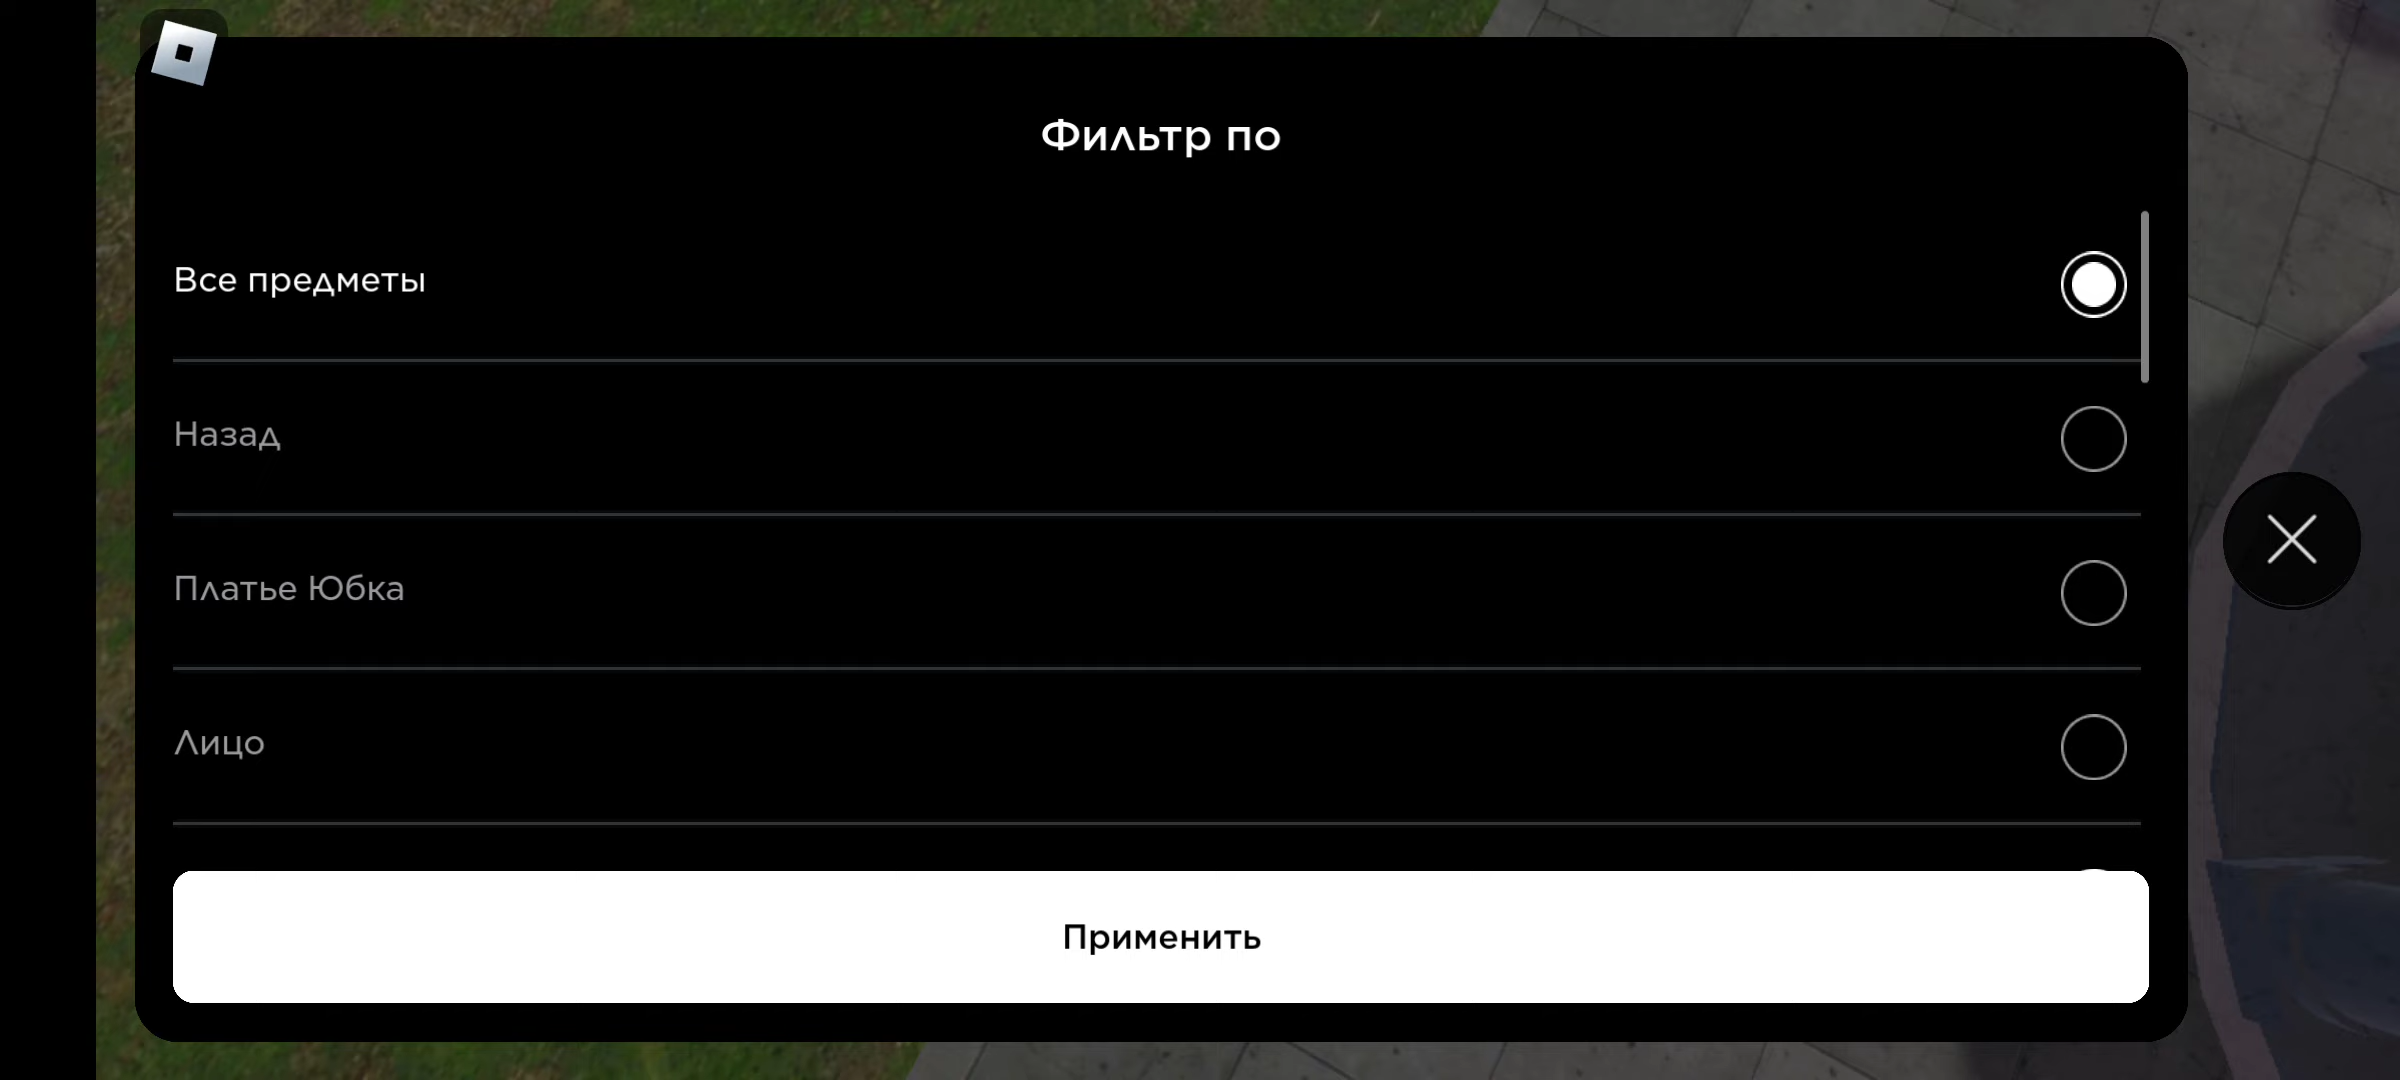 Фильтр по
Все предметы
Назад
Платье Юбка
Лицо
Применить